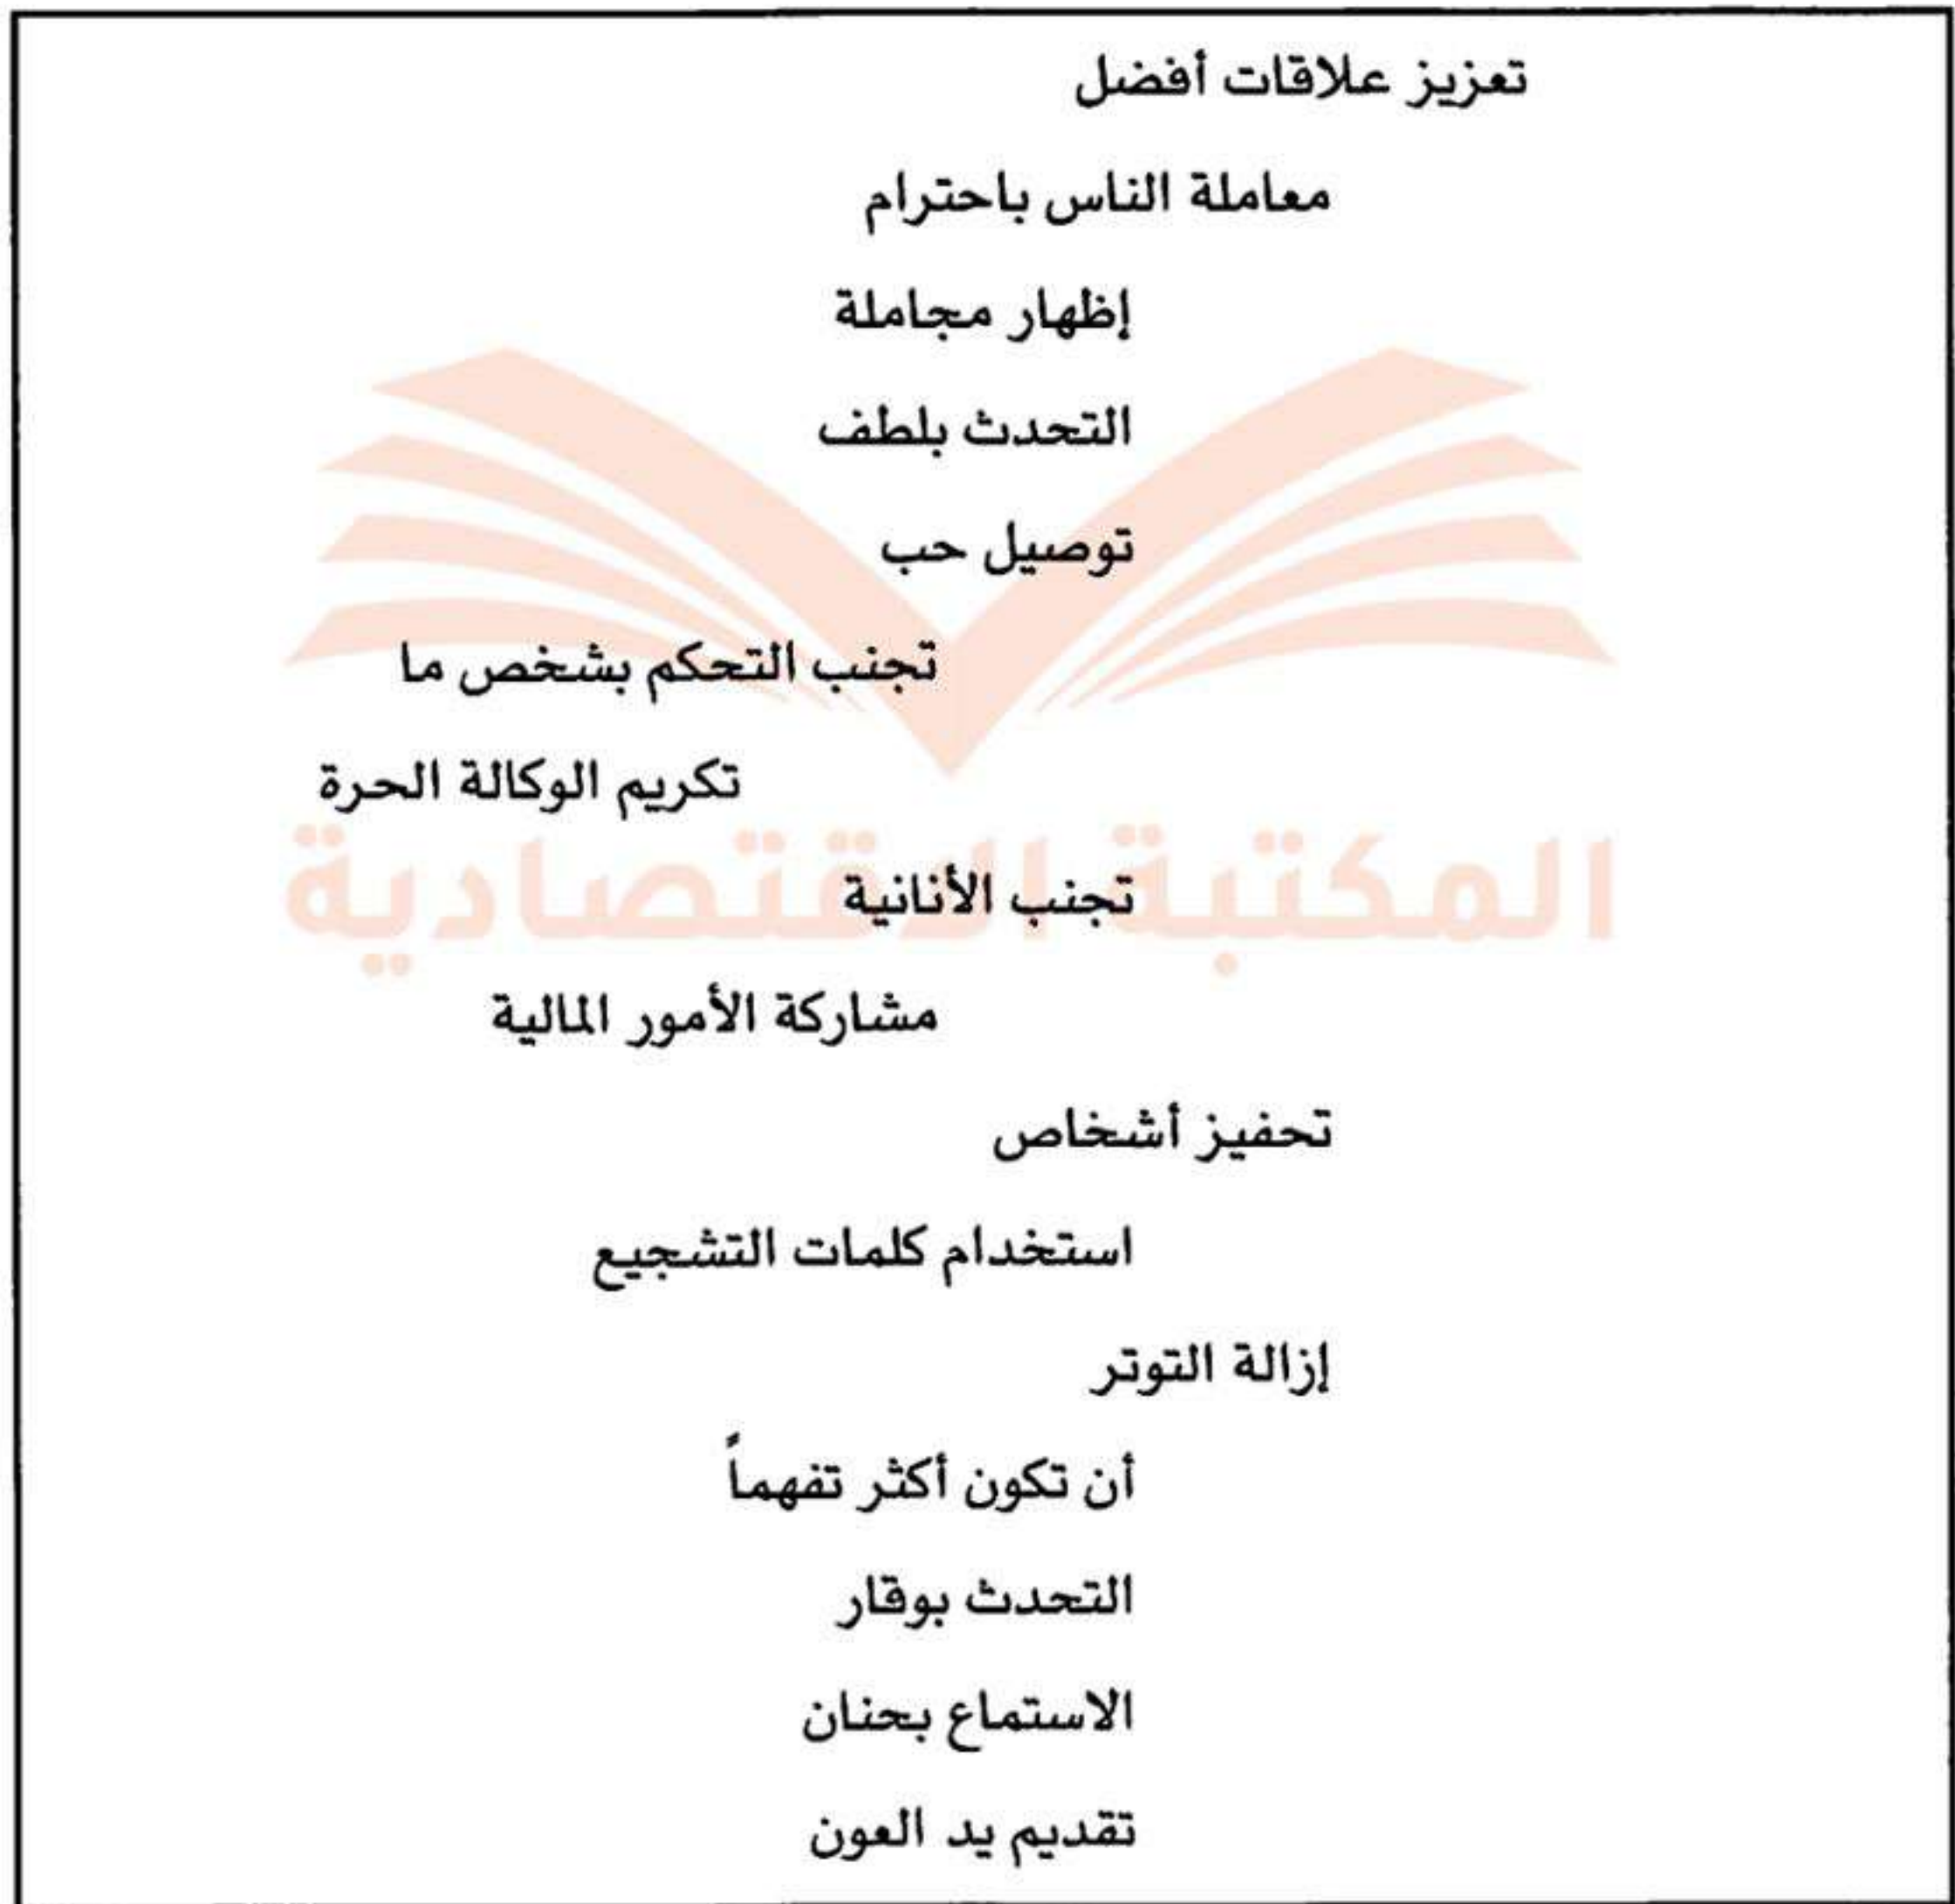 تعزيز علاقات أفضل
معاملة الناس باحترام
إظهار مجاملة
التحدث بلطف
توصيل حب
تجنب التحكم بشخص ما
تكريم الوكالة الحرة
المكتبة الاقتصادية
تجنب الأنانية
مشاركة الأمور المالية
تحفيز أشخاص
استخدام كلمات التشجيع
إزالة التوتر
أن تكون أكثر تفهماً
التحدث بوقار
الاستماع بحنان
تقديم يد العون